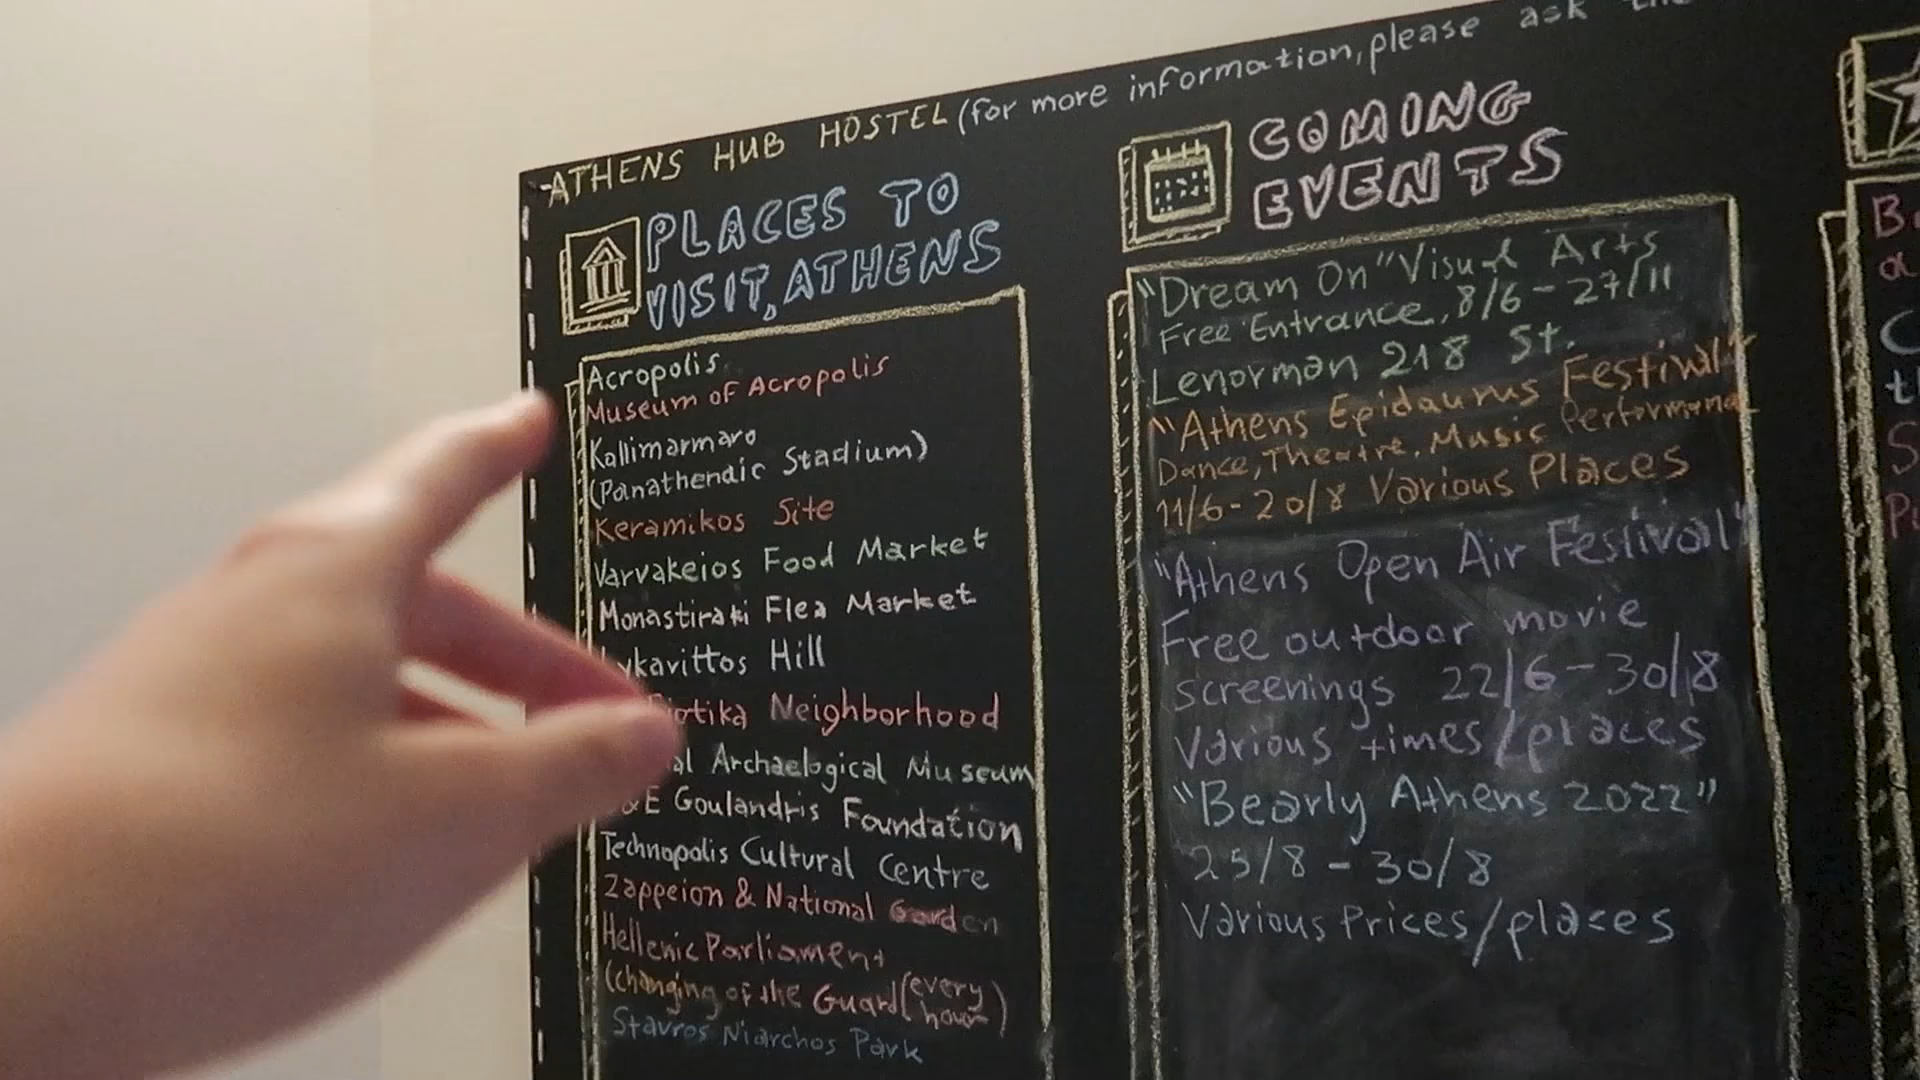 ATHENS HUB HOSTEL (for more information, please ask
PLACES TO
VISIT, ATHENS
Acropolis
Museum of Acropolis
Kallimarmaro
(Panathenaic Stadium)
Keramikos Site
Varvakeios Food Market
Monastiraki Flea Market
Lykavittos Hill
Neighborhood
Archaelogical Museum
&E Goulandris Foundation
Technopolis Cultural Centre
Zappeion & National Garden
Hellenic Parliament
(changing of the Guard (every hour)
Stavros Niarchos Park
COMING
EVENTS
"Dream On" Visual Arts
Free Entrance, 8/6 - 27/11
Lenorman 218 St.
"Athens Epidaurus Festival"
Dance, Theatre, Music Performance
11/6 - 20/8 Various Places
"Athens Open Air Festival"
Free outdoor movie
screenings 22/6 - 30/8
Various times/places
"Bearly Athens 2022"
25/8 - 30/8
Various Prices/places